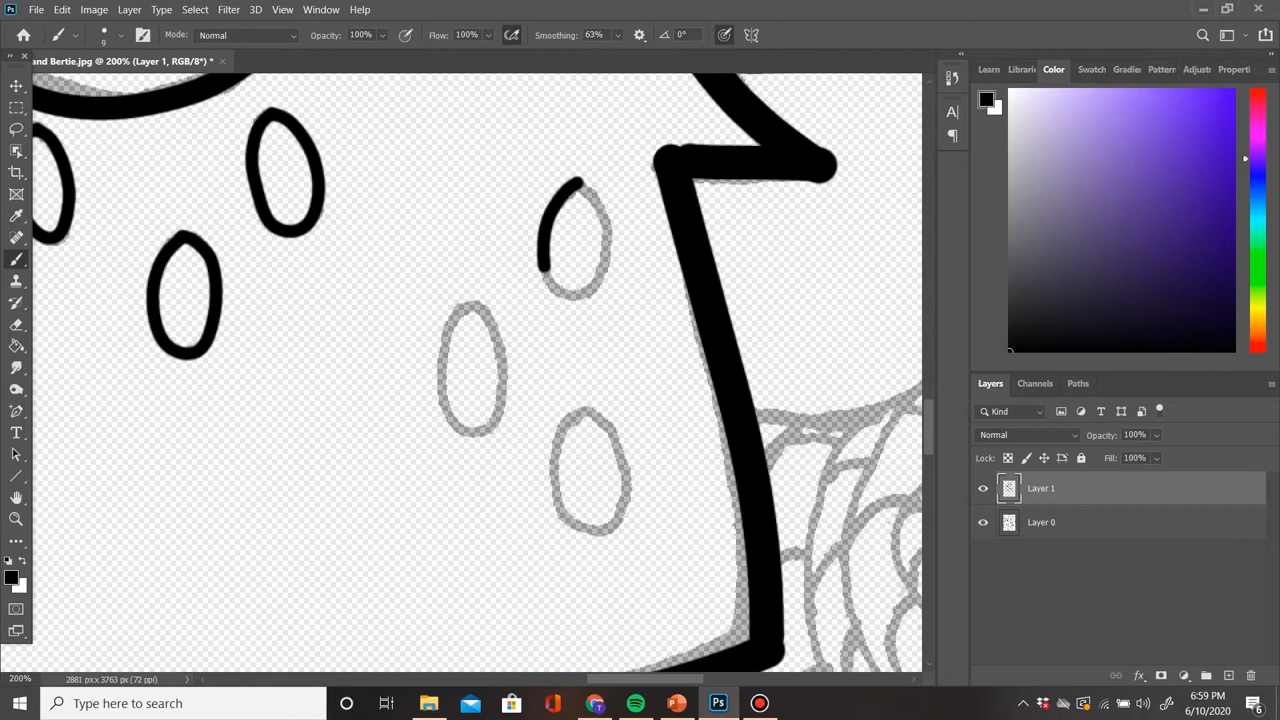 File Edit Image Layer Type Select Filter 3D View Window Help
9 Mode: Normal Opacity: 100% Flow: 100% Smoothing: 63% 0°
and Bertie.jpg @ 200% (Layer 1, RGB/8*) *
Learn Librari Color Swatch Gradie Pattern Adjust Properti
Layers Channels Paths
Kind
Normal Opacity: 100%
Lock: Fill: 100%
Layer 1
Layer 0
200% 2881 px x 3763 px (72 ppi)
Type here to search
6:59 PM
6/10/2020
6